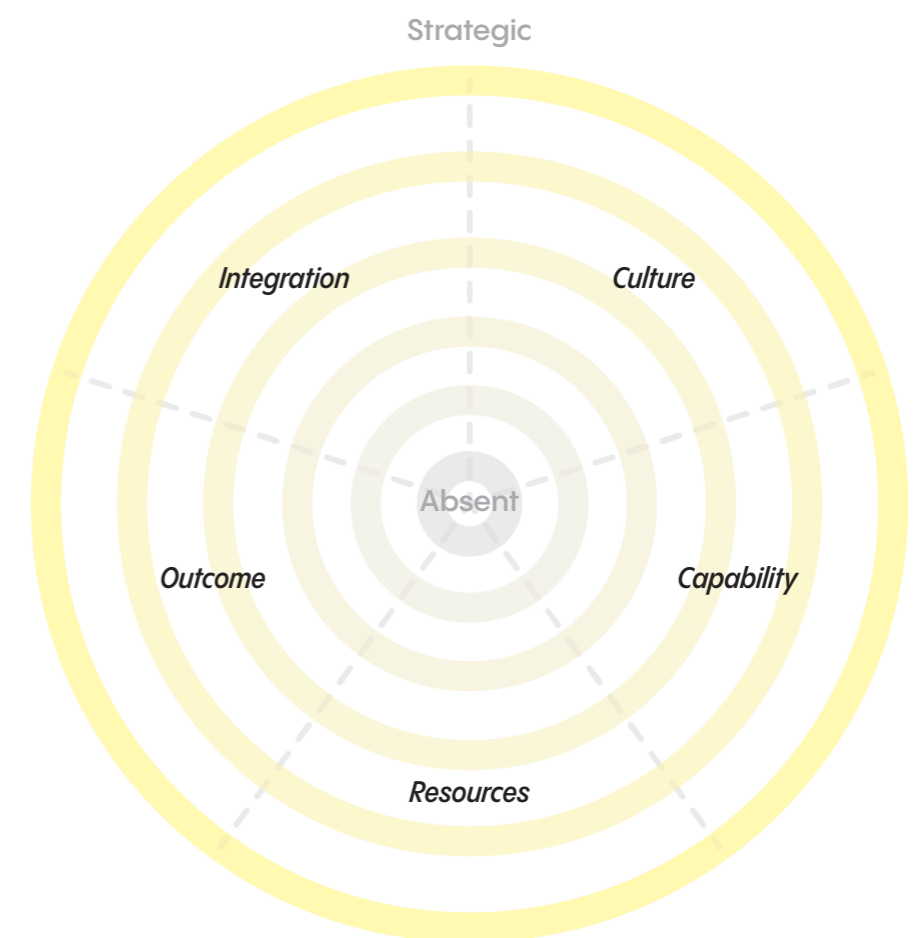 Strategic
Integration
Culture
Absent
Outcome
Capability
Resources